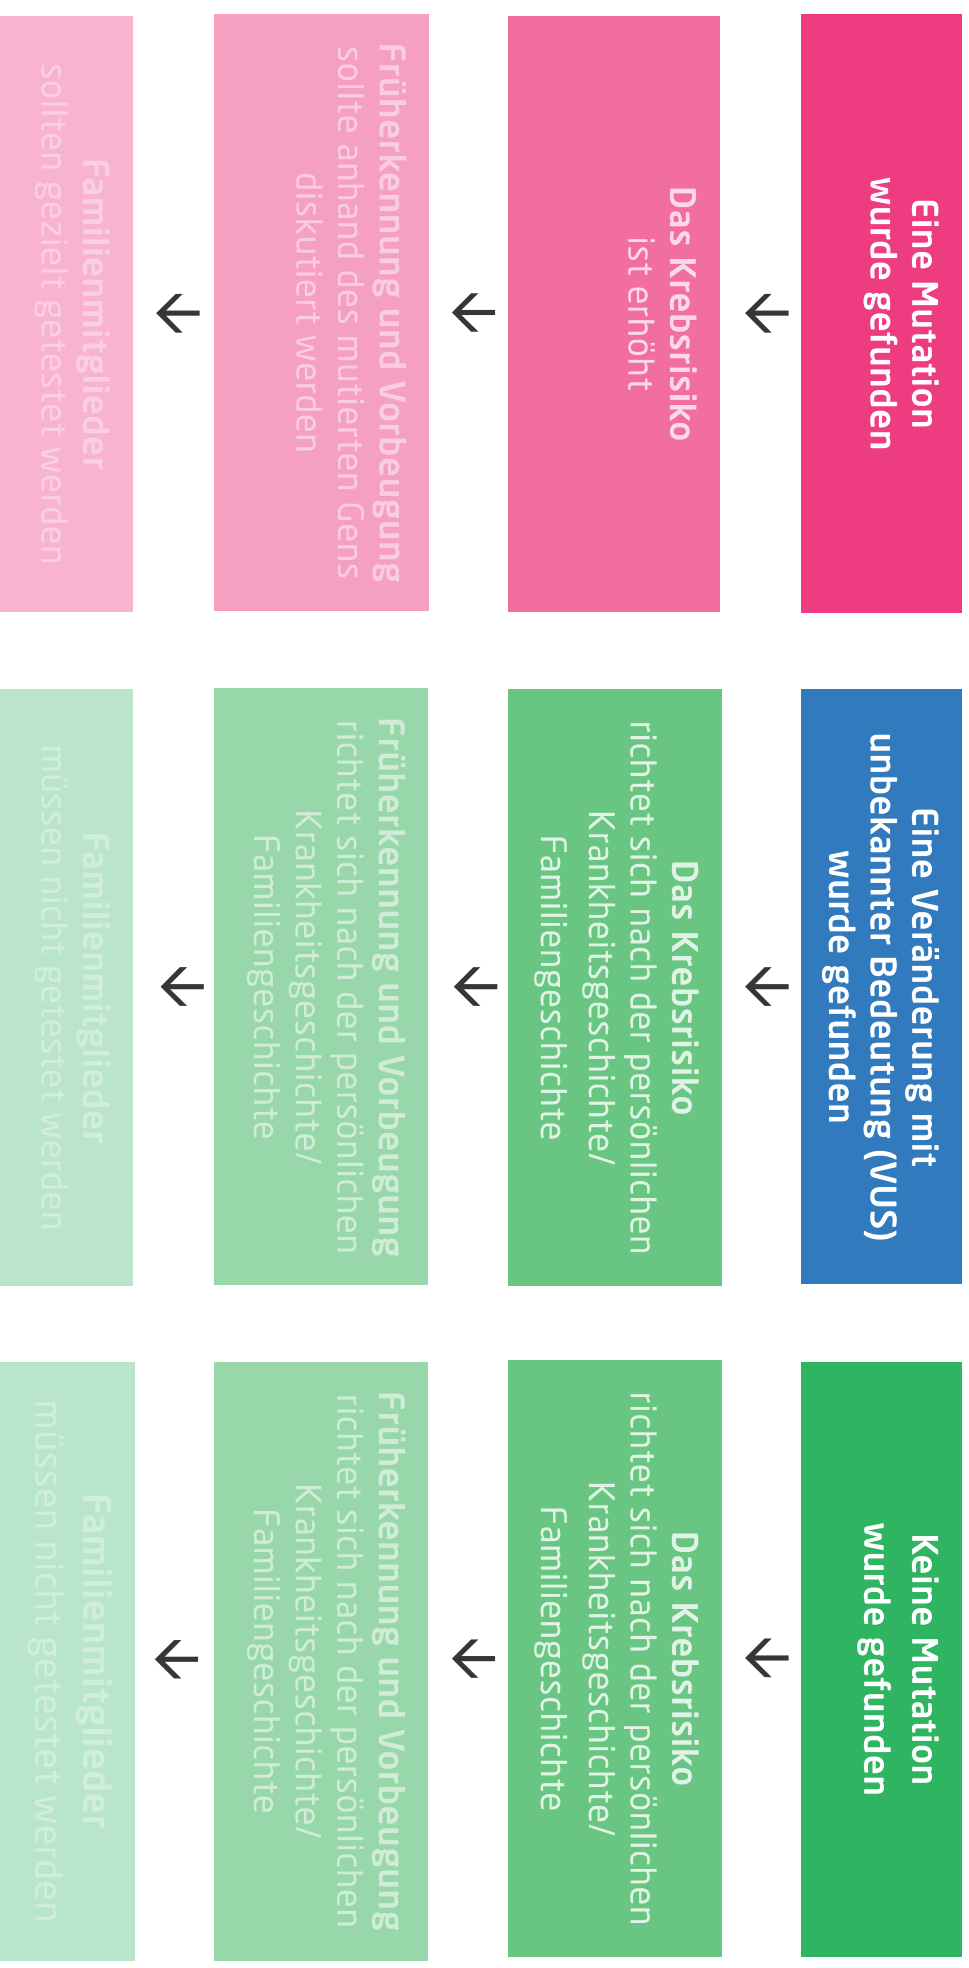 Eine Mutation
wurde gefunden
Das Krebsrisiko
ist erhöht
Früherkennung und Vorbeugung
sollte anhand des mutierten Gens
diskutiert werden
Familienmitglieder
sollten gezielt getestet werden
Eine Veränderung mit
unbekannter Bedeutung (VUS)
wurde gefunden
Das Krebsrisiko
richtet sich nach der persönlichen
Krankheitsgeschichte/
Familiengeschichte
Früherkennung und Vorbeugung
richtet sich nach der persönlichen
Krankheitsgeschichte/
Familiengeschichte
Familienmitglieder
müssen nicht getestet werden
Keine Mutation
wurde gefunden
Das Krebsrisiko
richtet sich nach der persönlichen
Krankheitsgeschichte/
Familiengeschichte
Früherkennung und Vorbeugung
richtet sich nach der persönlichen
Krankheitsgeschichte/
Familiengeschichte
Familienmitglieder
müssen nicht getestet werden